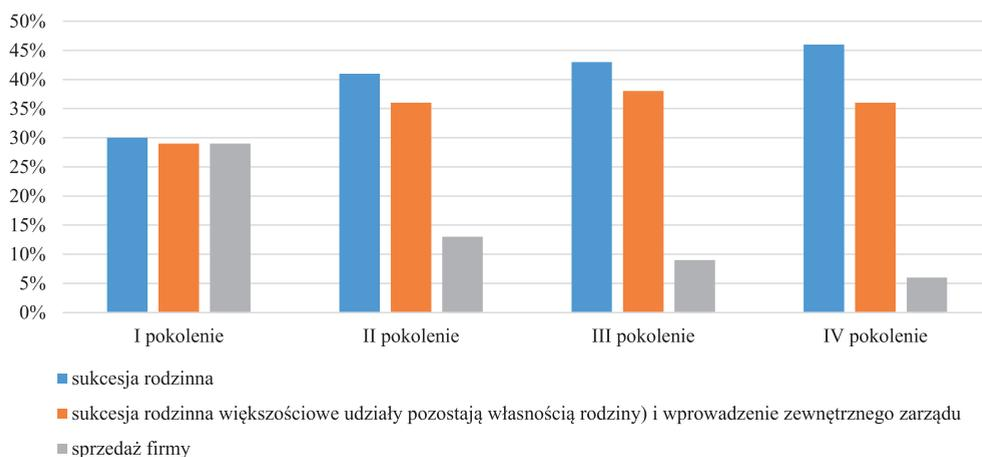 50%
45%
40%
35%
30%
25%
20%
15%
10%
5%
0%
I pokolenie II pokolenie III pokolenie IV pokolenie
sukcesja rodzinna
sukcesja rodzinna większościowe udziały pozostają własnością rodziny) i wprowadzenie zewnętrznego zarządu
sprzedaż firmy